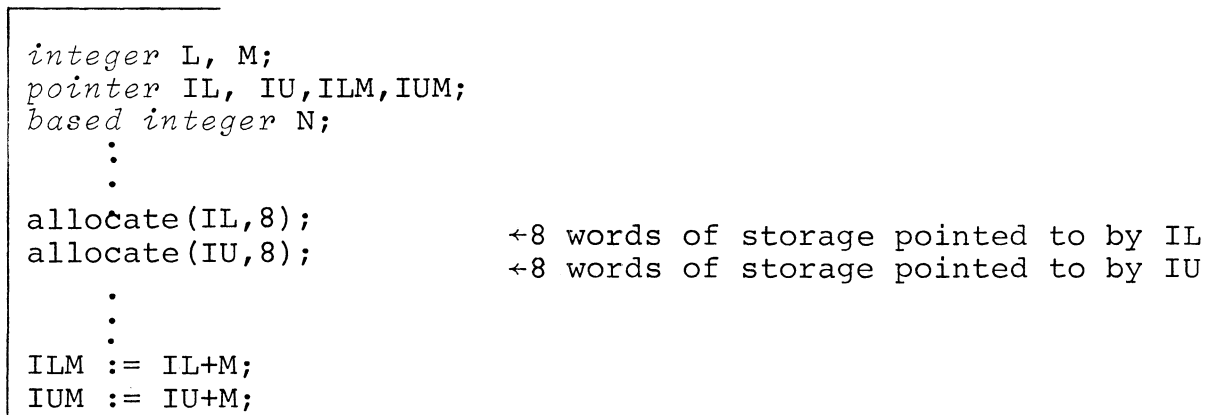 integer L, M;
pointer IL, IU,ILM,IUM;
based integer N;
.
.
.
allocate(IL,8); ←8 words of storage pointed to by IL
allocate(IU,8); ←8 words of storage pointed to by IU
.
.
.
ILM := IL+M;
IUM := IU+M;